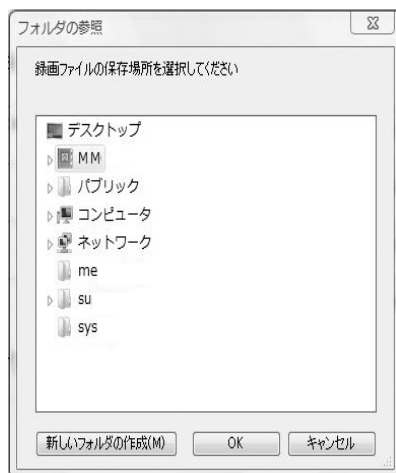 フォルダの参照
録画ファイルの保存場所を選択してください
デスクトップ
MM
パブリック
コンピュータ
ネットワーク
me
su
sys
新しいフォルダの作成(M) OK キャンセル